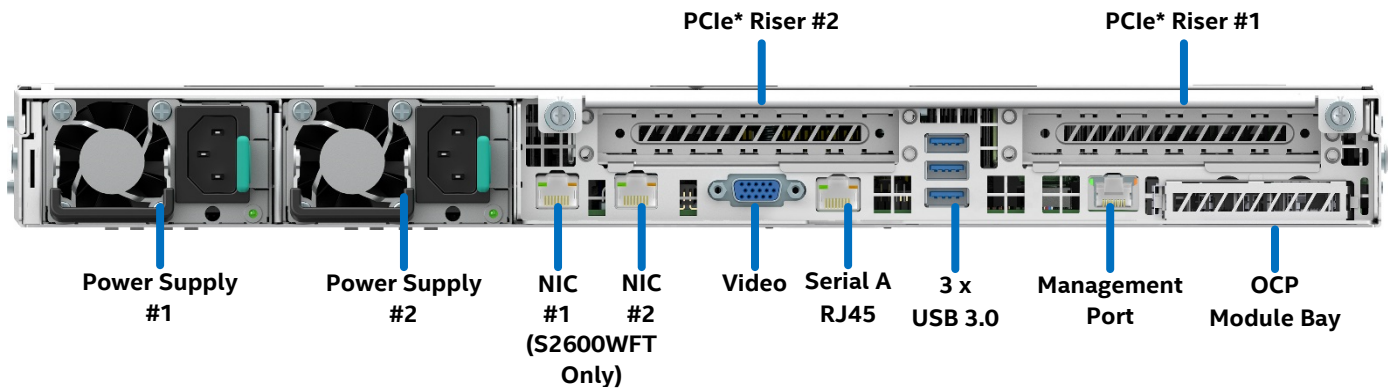 PCIe* Riser #2
PCIe* Riser #1
Power Supply
#1
Power Supply
#2
NIC
#1
(S2600WFT
Only)
NIC
#2
Video
Serial A
RJ45
3 x
USB 3.0
Management
Port
OCP
Module Bay